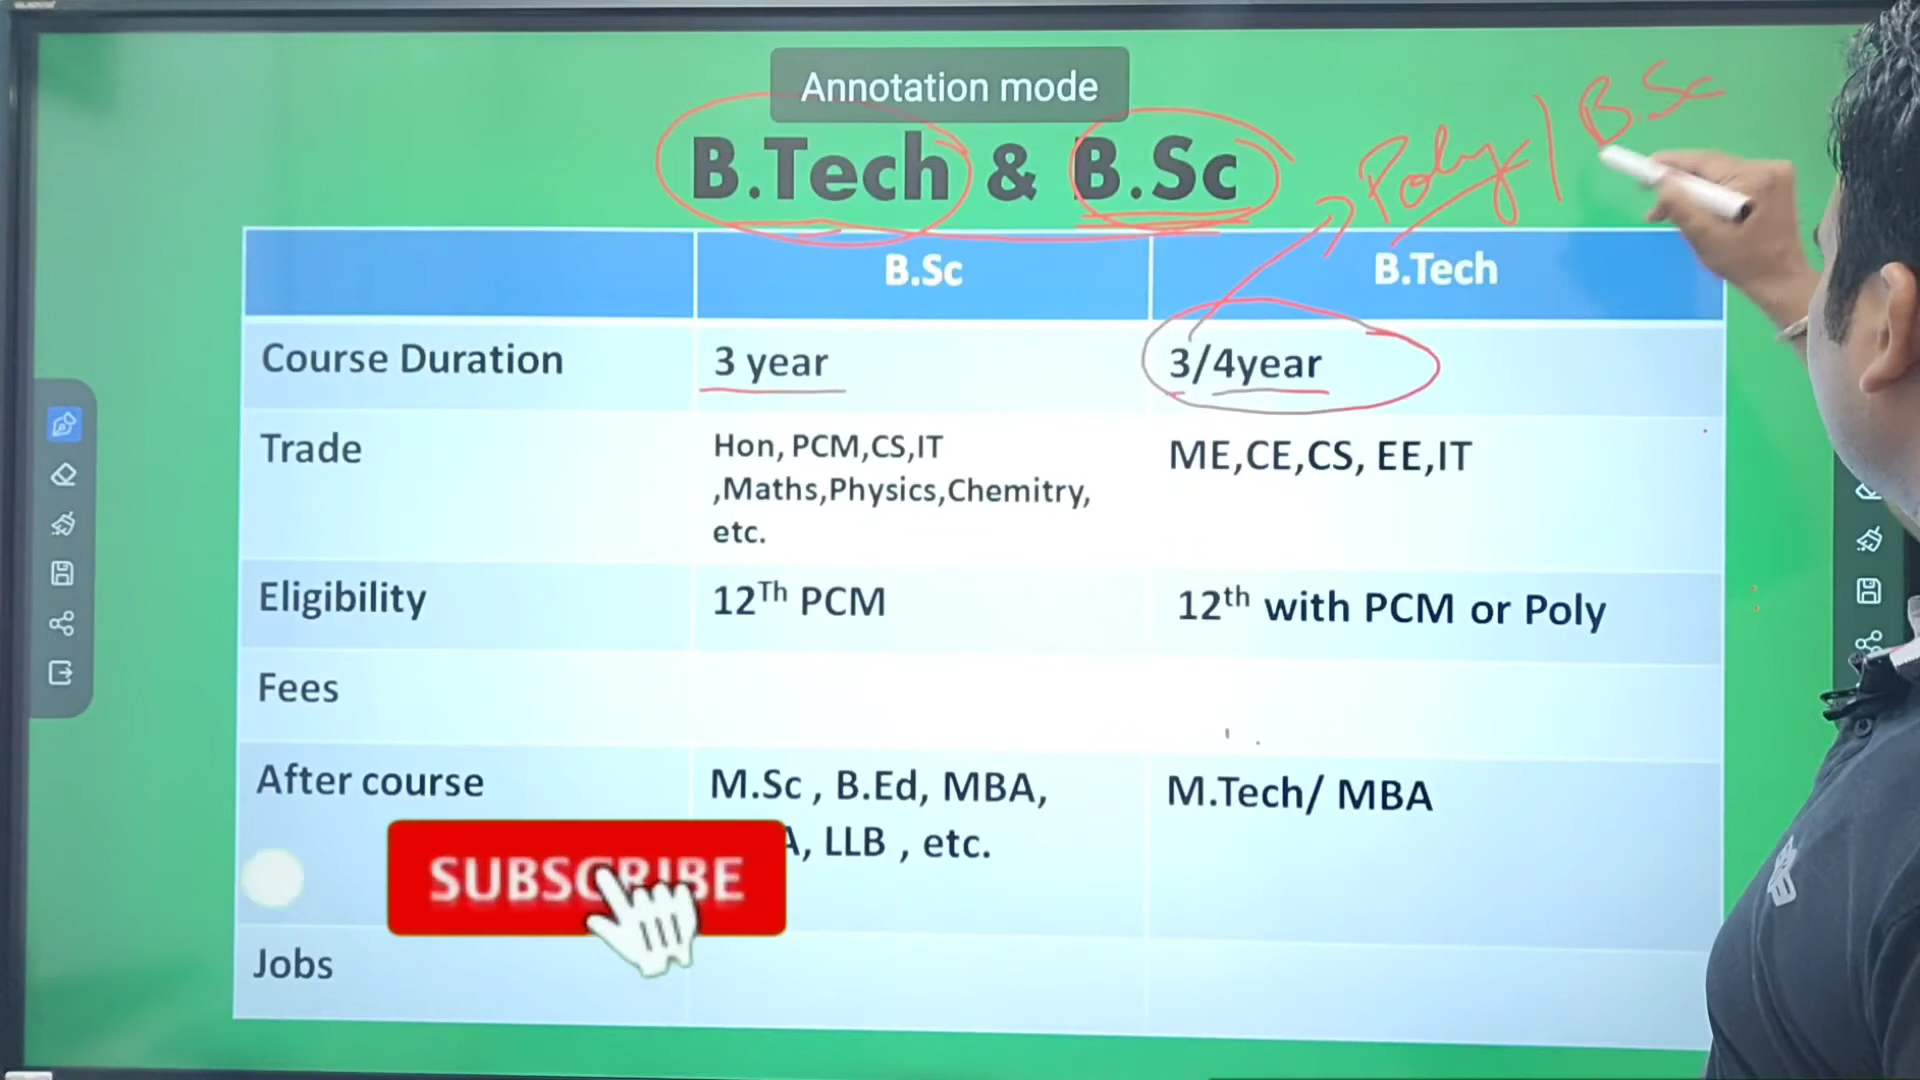 Annotation mode
B.Tech & B.Sc
Poly / B.Sc
B.Sc
B.Tech
Course Duration
3 year
3/4year
Trade
Hon, PCM,CS,IT
,Maths,Physics,Chemitry,
etc.
ME,CE,CS, EE,IT
Eligibility
12Th PCM
12th with PCM or Poly
Fees
After course
M.Sc , B.Ed, MBA,
A, LLB , etc.
M.Tech/ MBA
SUBSCRIBE
Jobs